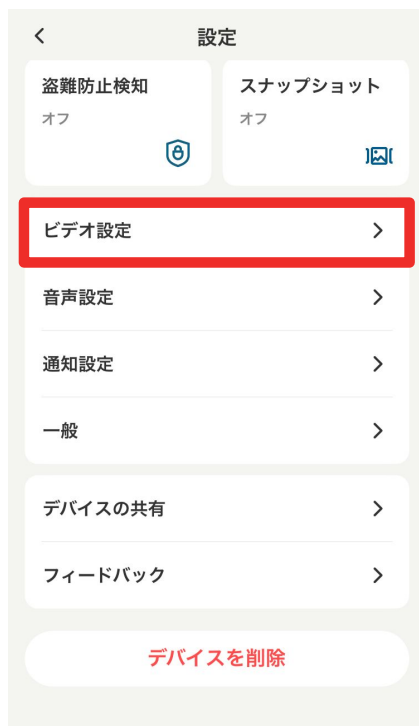 設定
盗難防止検知
オフ
スナップショット
オフ
ビデオ設定
音声設定
通知設定
一般
デバイスの共有
フィードバック
デバイスを削除